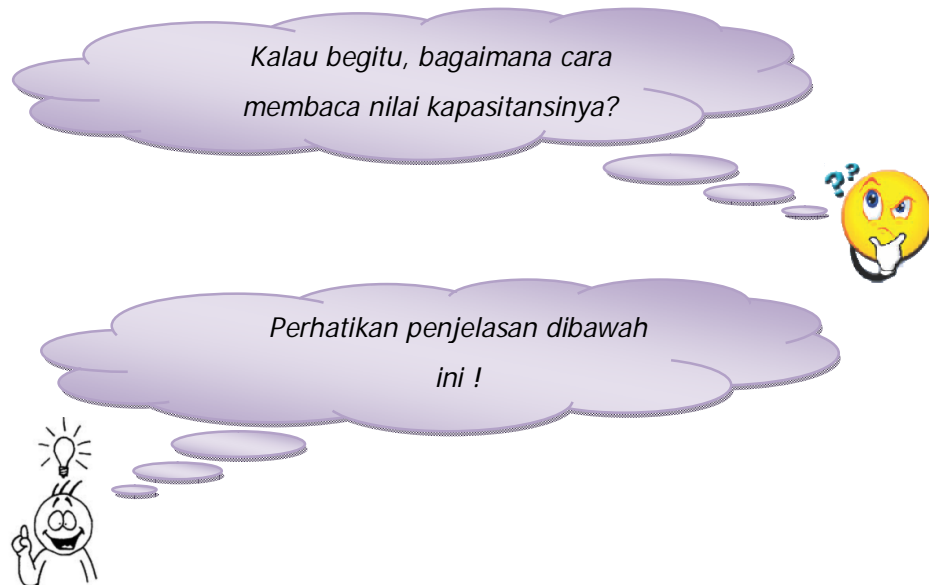 Kalau begitu, bagaimana cara
membaca nilai kapasitansinya?
??
Perhatikan penjelasan dibawah
ini !